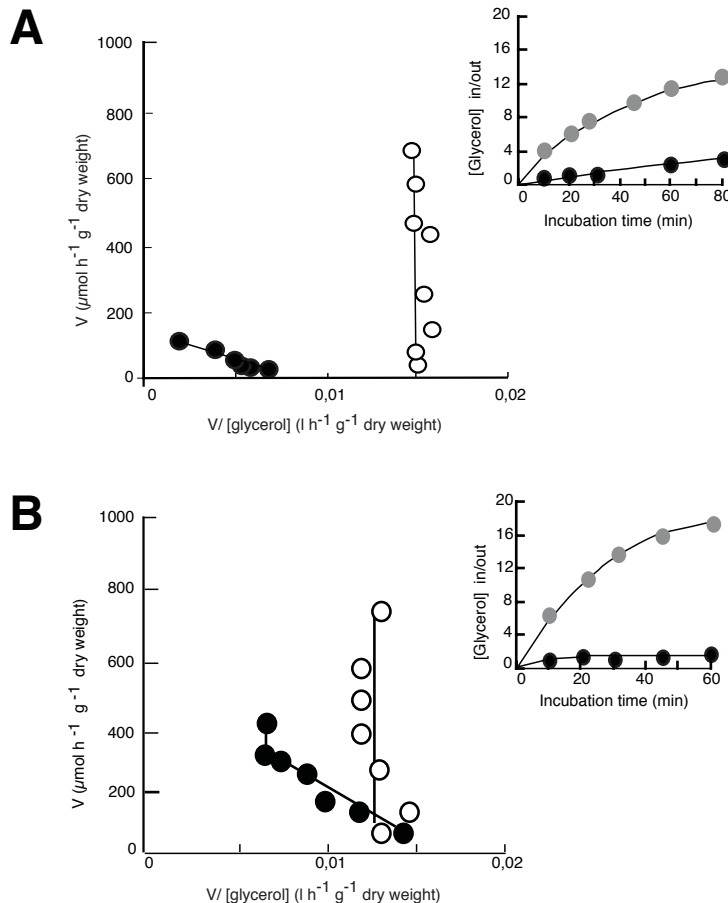 A
1000
800
600
400
200
0
V (µmol h-1 g-1 dry weight)
0
0,01
0,02
V/ [glycerol] (l h-1 g-1 dry weight)
20
16
12
8
4
0
[Glycerol] in/out
0 20 40 60 80
Incubation time (min)
B
1000
800
600
400
200
0
V (µmol h-1 g-1 dry weight)
0
0,01
0,02
V/ [glycerol] (l h-1 g-1 dry weight)
20
16
12
8
4
0
[Glycerol] in/out
0 20 40 60
Incubation time (min)